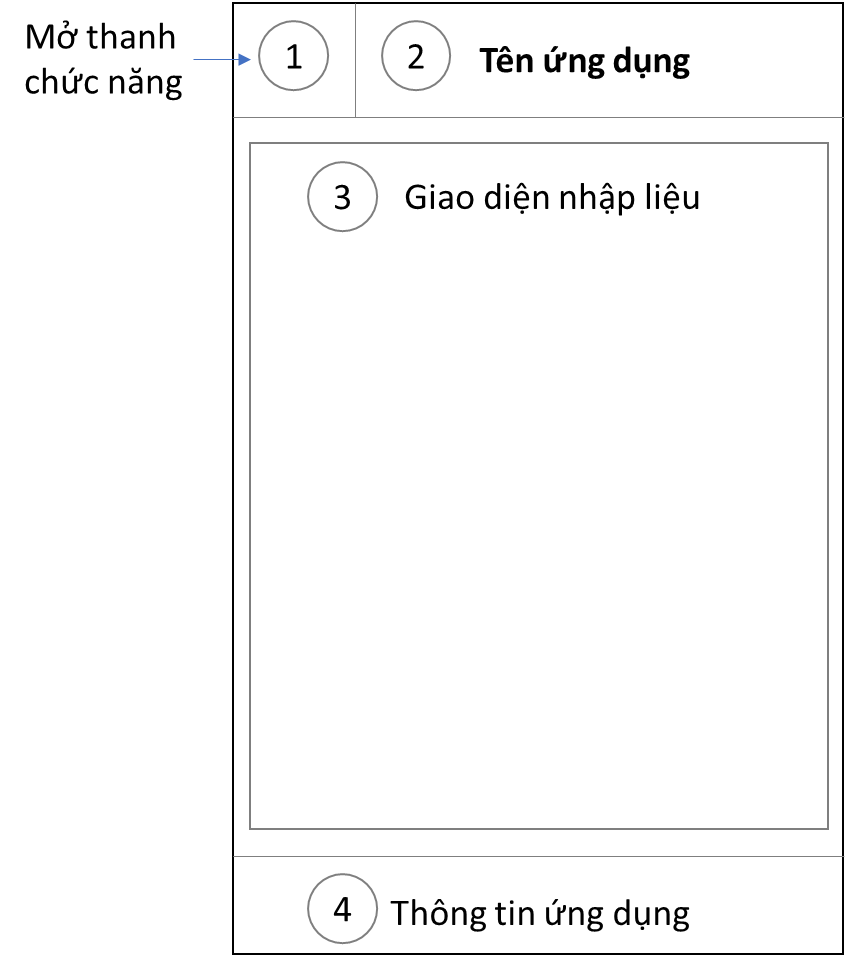 Mở thanh
chức năng
1
2
Tên ứng dụng
3
Giao diện nhập liệu
4
Thông tin ứng dụng